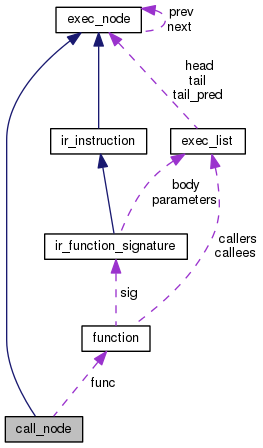 exec_node
prev
next
head
tail
tail_pred
ir_instruction
exec_list
body
parameters
ir_function_signature
callers
callees
sig
function
func
call_node